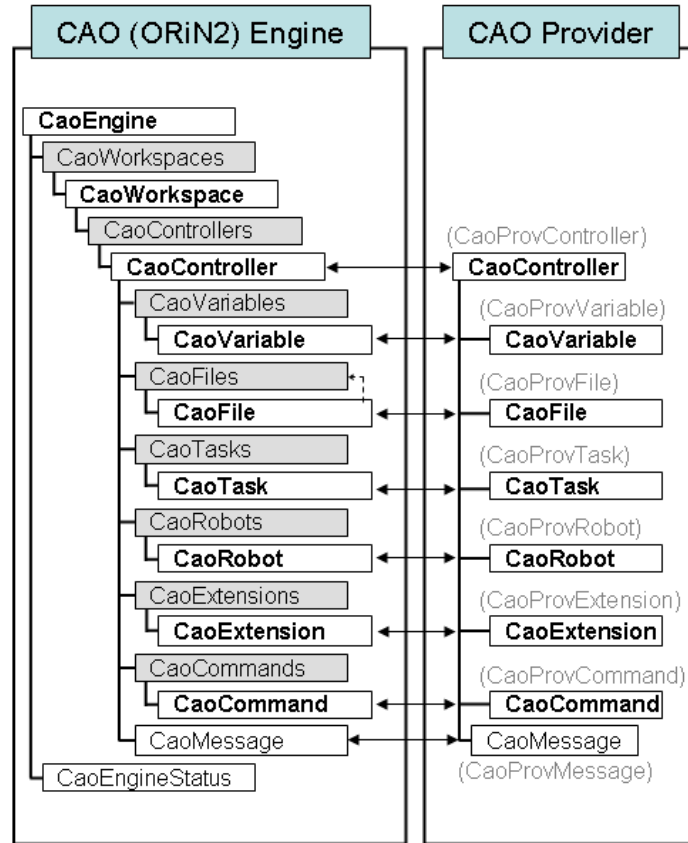 CAO (ORiN2) Engine
CaoEngine
CaoWorkspaces
CaoWorkspace
CaoControllers
CaoController
CaoVariables
CaoVariable
CaoFiles
CaoFile
CaoTasks
CaoTask
CaoRobots
CaoRobot
CaoExtensions
CaoExtension
CaoCommands
CaoCommand
CaoMessage
CaoEngineStatus
CAO Provider
(CaoProvController)
CaoController
(CaoProvVariable)
CaoVariable
(CaoProvFile)
CaoFile
(CaoProvTask)
CaoTask
(CaoProvRobot)
CaoRobot
(CaoProvExtension)
CaoExtension
(CaoProvCommand)
CaoCommand
CaoMessage
(CaoProvMessage)